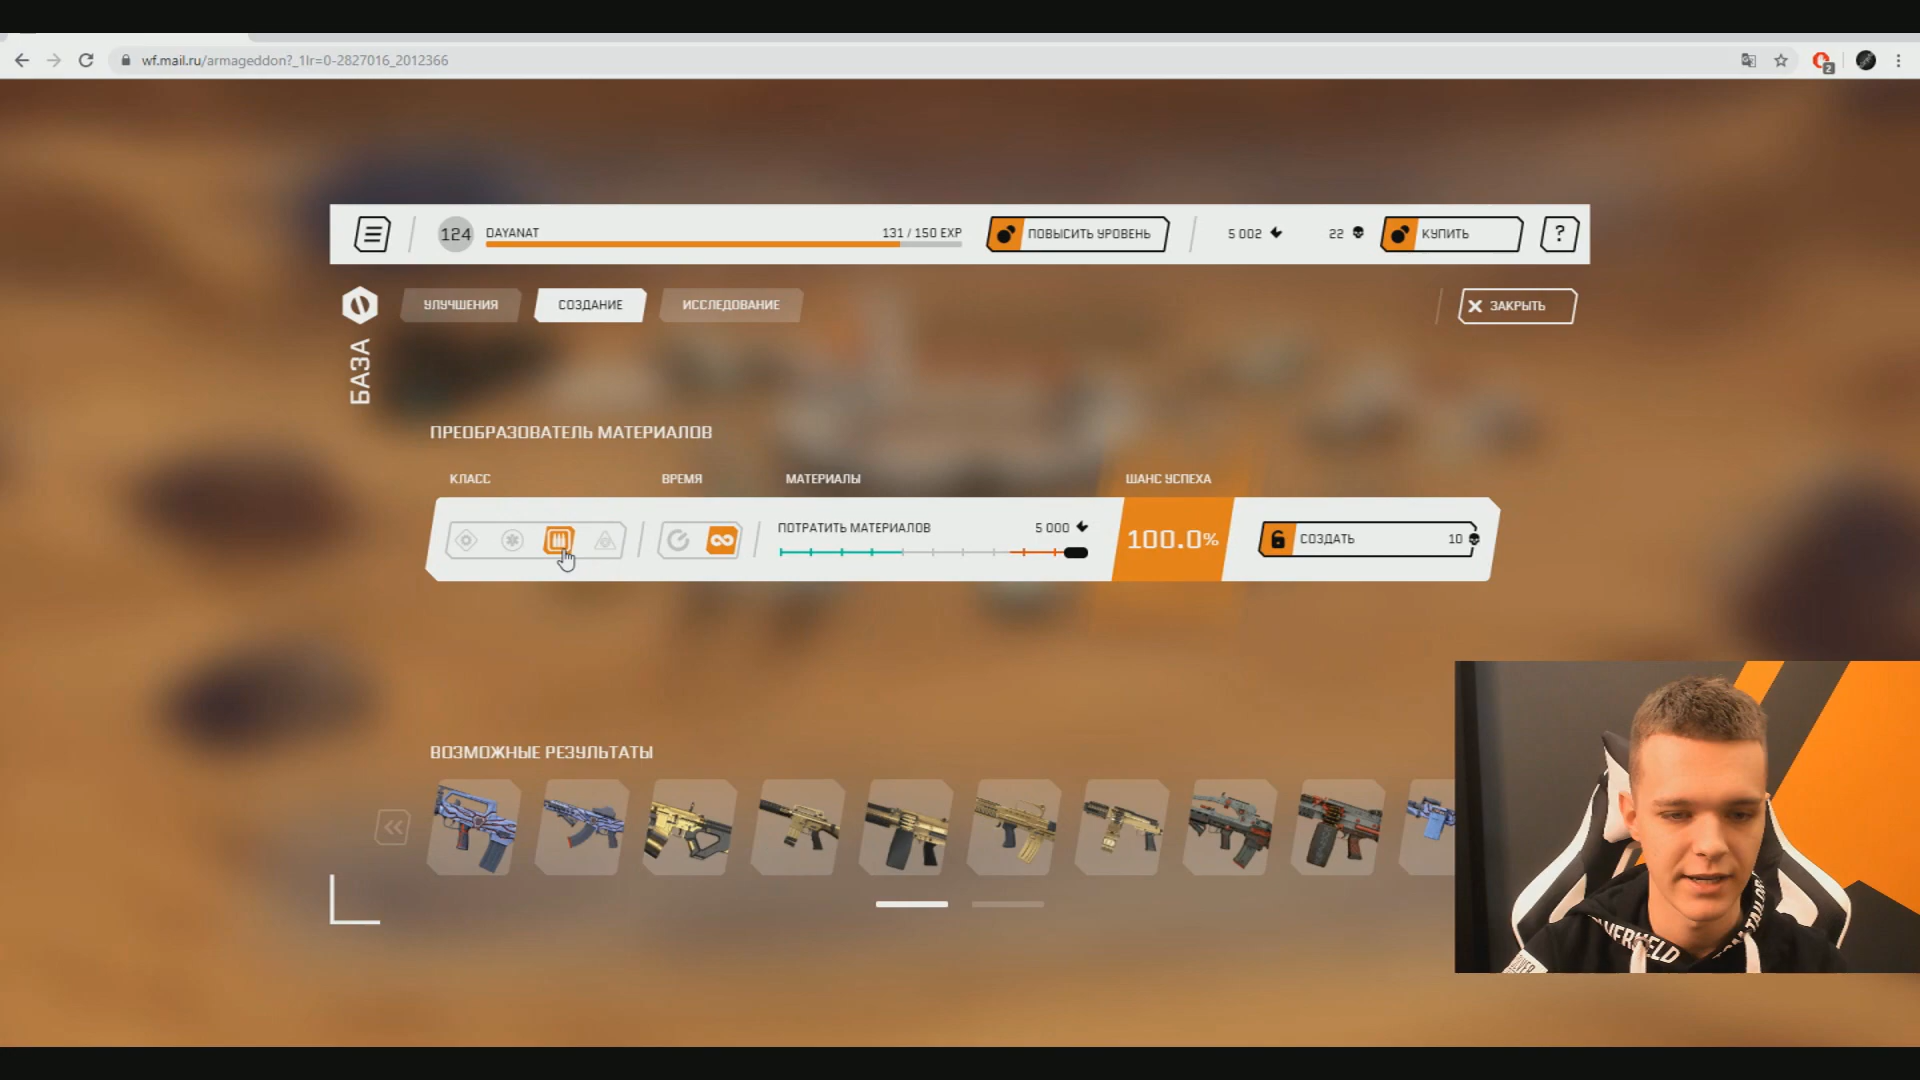 wf.mail.ru/armageddon?_1lr=0-2827016_2012366
2
124
DAYANAT
131 / 150 EXP
ПОВЫСИТЬ УРОВЕНЬ
5 002
22
КУПИТЬ
?
УЛУЧШЕНИЯ
СОЗДАНИЕ
ИССЛЕДОВАНИЕ
ЗАКРЫТЬ
БАЗА
ПРЕОБРАЗОВАТЕЛЬ МАТЕРИАЛОВ
КЛАСС
ВРЕМЯ
МАТЕРИАЛЫ
ШАНС УСПЕХА
ПОТРАТИТЬ МАТЕРИАЛОВ
5 000
100.0%
СОЗДАТЬ
10
ВОЗМОЖНЫЕ РЕЗУЛЬТАТЫ